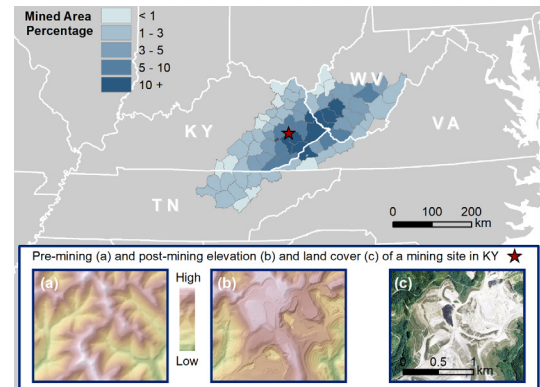 Mined Area
Percentage
< 1
1 - 3
3 - 5
5 - 10
10 +
WV
KY
VA
TN
0 100 200
km
Pre-mining (a) and post-mining elevation (b) and land cover (c) of a mining site in KY
(a)
High
Low
(b)
(c)
0 0.5 1
km